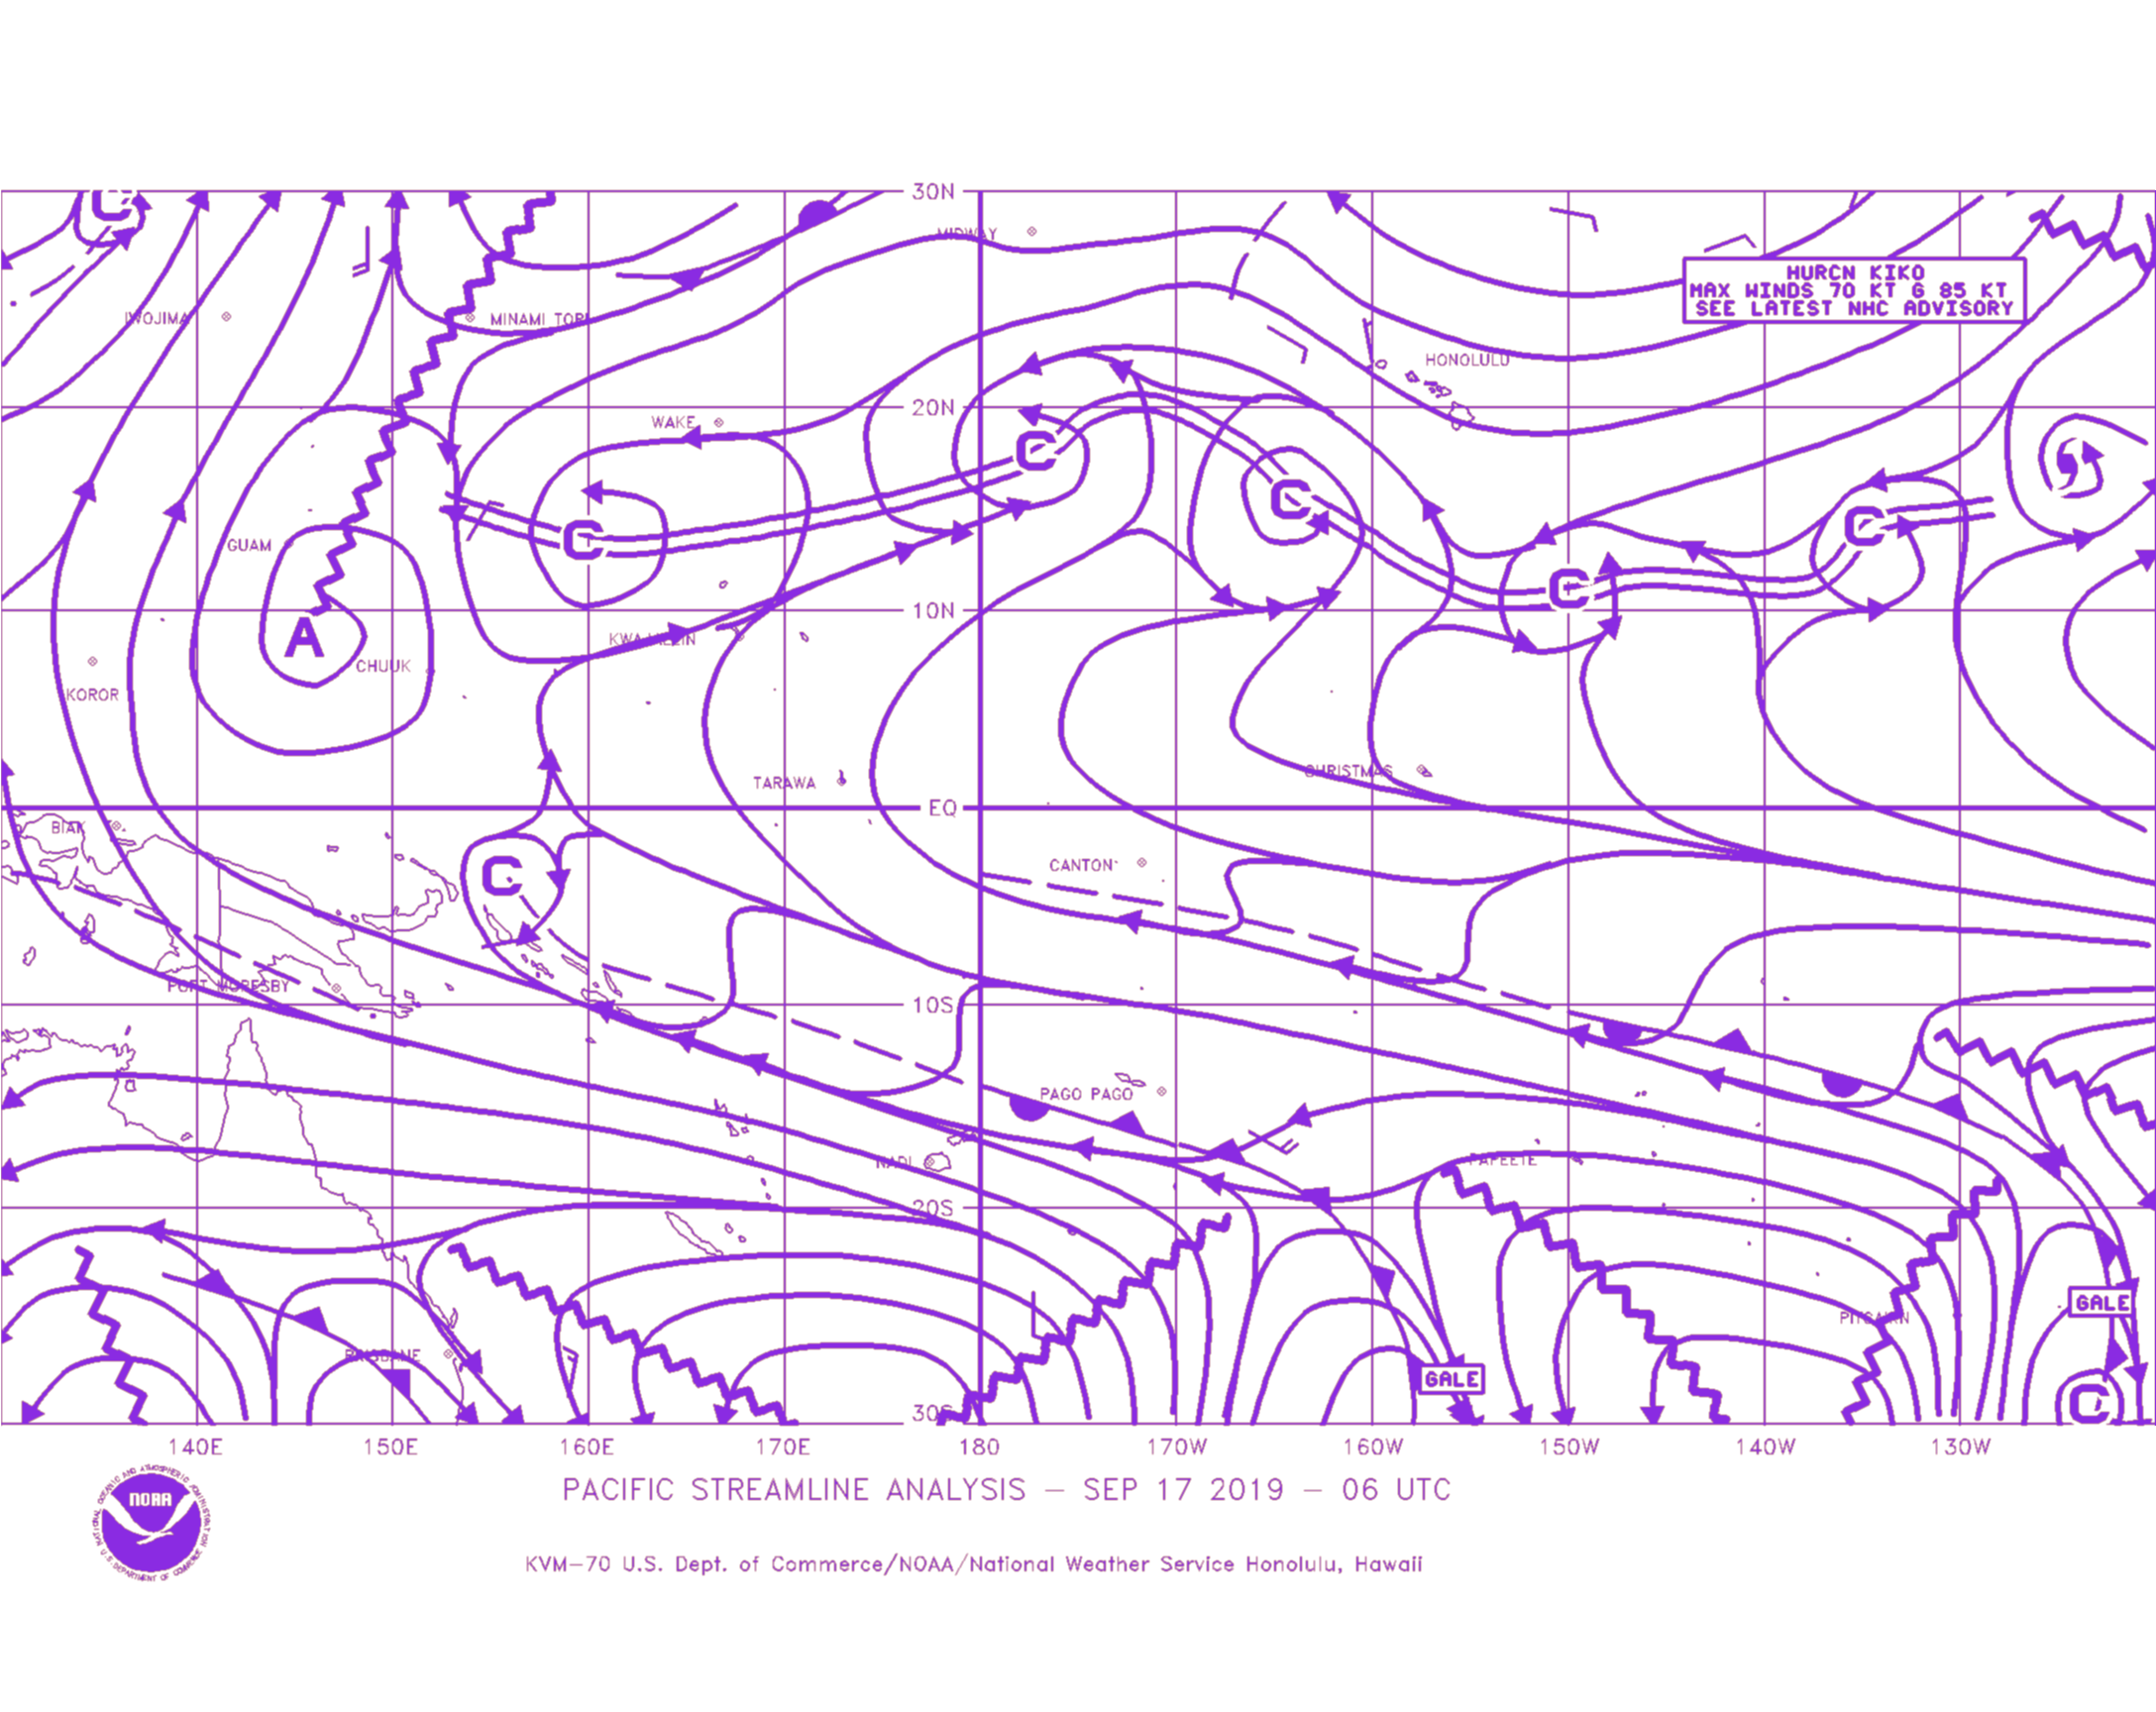 C
30N
MIDWAY
HURCN KIKO
MAX WINDS 70 KT G 85 KT
SEE LATEST NHC ADVISORY
IWOJIMA
MINAMI TORI
HONOLULU
20N
WAKE
C
C
C
C
GUAM
C
10N
A
KWAJALEIN
CHUUK
KOROR
CHRISTMAS
TARAWA
EQ
BIAK
CANTON
C
PORT MORESBY
10S
PAGO PAGO
NADI
PAPEETE
20S
GALE
PITCAIRN
BRISBANE
GALE
C
30S
140E 150E 160E 170E 180 170W 160W 150W 140W 130W
PACIFIC STREAMLINE ANALYSIS – SEP 17 2019 – 06 UTC
NOAA
NATIONAL OCEANIC AND ATMOSPHERIC ADMINISTRATION
U.S. DEPARTMENT OF COMMERCE
KVM–70 U.S. Dept. of Commerce/NOAA/National Weather Service Honolulu, Hawaii